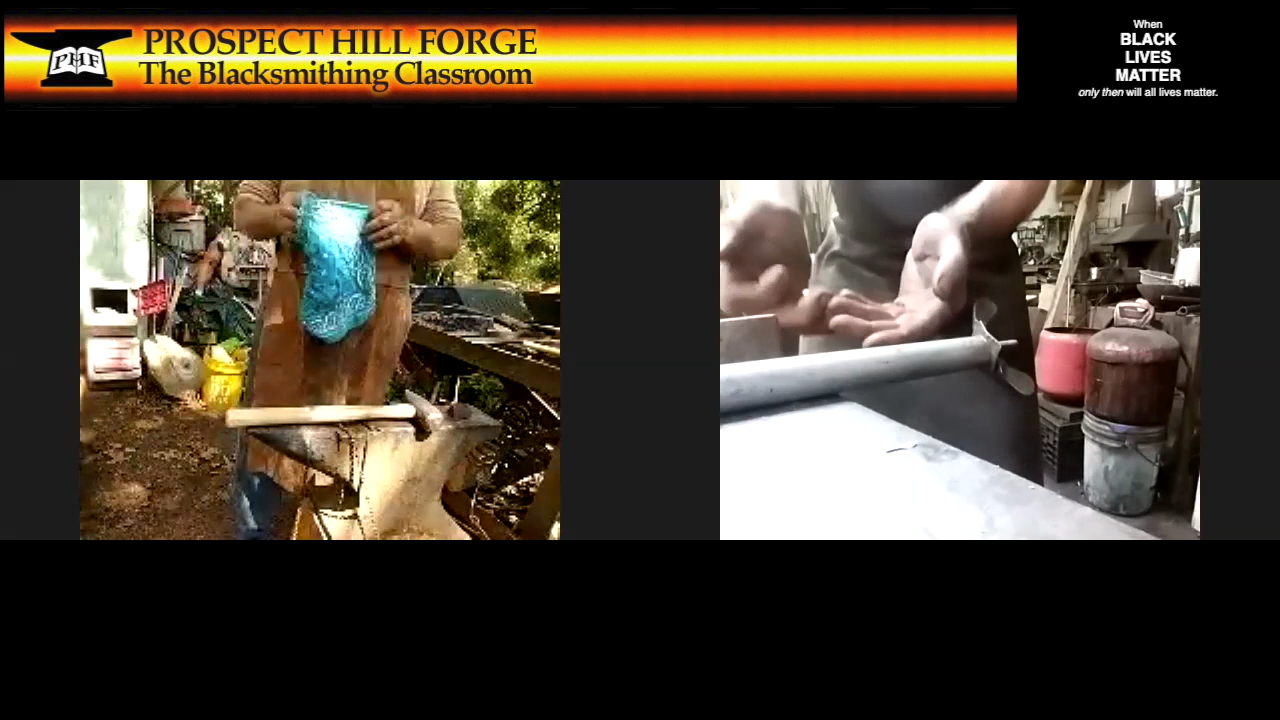 PHF
PROSPECT HILL FORGE
The Blacksmithing Classroom
When
BLACK
LIVES
MATTER
only then will all lives matter.